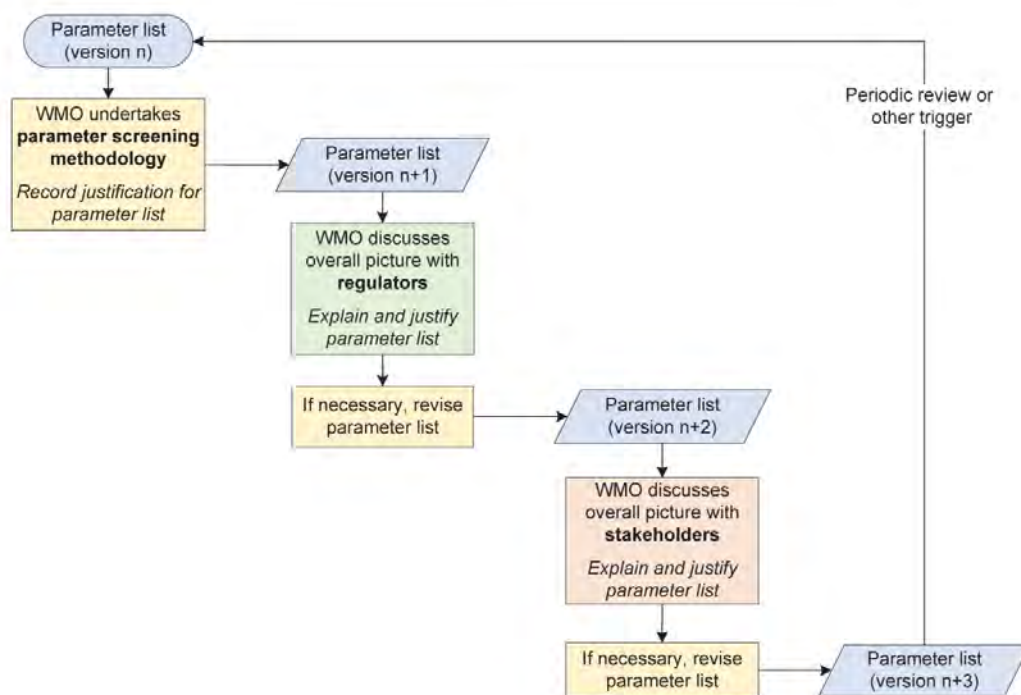 Parameter list
(version n)
WMO undertakes
parameter screening
methodology
Record justification for
parameter list
Parameter list
(version n+1)
WMO discusses
overall picture with
regulators
Explain and justify
parameter list
If necessary, revise
parameter list
Parameter list
(version n+2)
WMO discusses
overall picture with
stakeholders
Explain and justify
parameter list
If necessary, revise
parameter list
Parameter list
(version n+3)
Periodic review or
other trigger